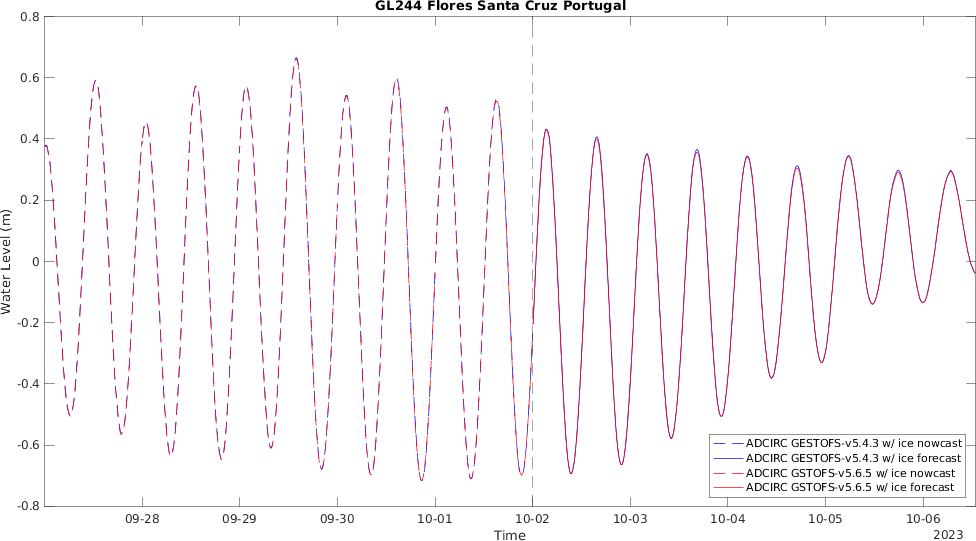 GL244 Flores Santa Cruz Portugal
0.8
0.6
0.4
0.2
0
-0.2
-0.4
-0.6
-0.8
Water Level (m)
ADCIRC GESTOFS-v5.4.3 w/ ice nowcast
ADCIRC GESTOFS-v5.4.3 w/ ice forecast
ADCIRC GSTOFS-v5.6.5 w/ ice nowcast
ADCIRC GSTOFS-v5.6.5 w/ ice forecast
09-28 09-29 09-30 10-01 10-02 10-03 10-04 10-05 10-06
Time
2023